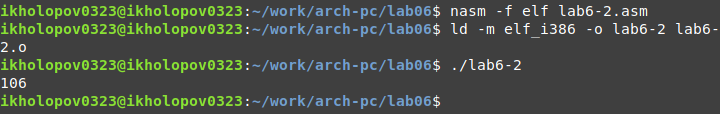 ikholopov0323@ikholopov0323:~/work/arch-pc/lab06$ nasm -f elf lab6-2.asm
ikholopov0323@ikholopov0323:~/work/arch-pc/lab06$ ld -m elf_i386 -o lab6-2 lab6-
2.o
ikholopov0323@ikholopov0323:~/work/arch-pc/lab06$ ./lab6-2
106
ikholopov0323@ikholopov0323:~/work/arch-pc/lab06$